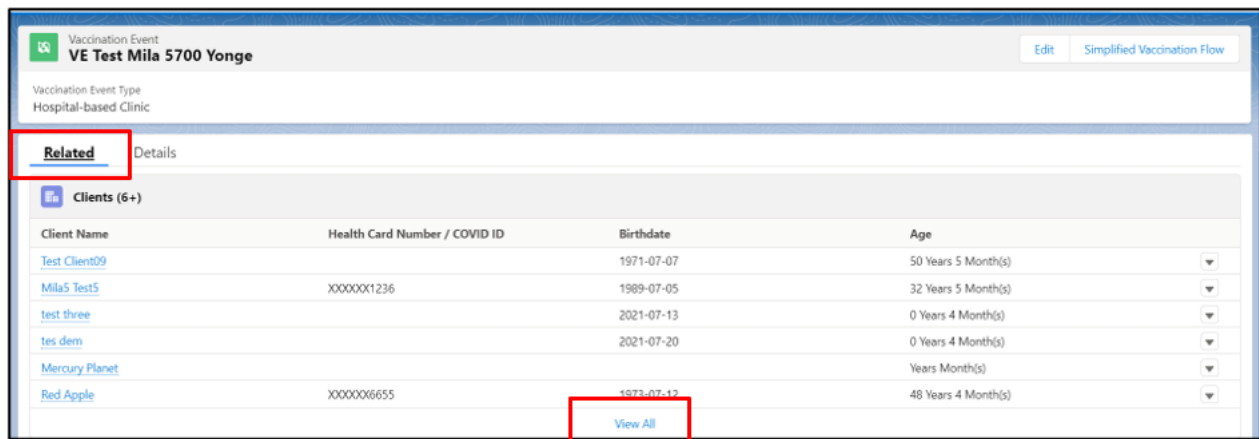 Vaccination Event
VE Test Mila 5700 Yonge
Edit Simplified Vaccination Flow
Vaccination Event Type
Hospital-based Clinic
Related Details
Clients (6+)
Client Name Health Card Number / COVID ID Birthdate Age
Test Client09 1971-07-07 50 Years 5 Month(s)
Mila5 Test5 XXXXXX1236 1989-07-05 32 Years 5 Month(s)
test three 2021-07-13 0 Years 4 Month(s)
tes dem 2021-07-20 0 Years 4 Month(s)
Mercury Planet Years Month(s)
Red Apple XXXXXX6655 1973-07-12 48 Years 4 Month(s)
View All